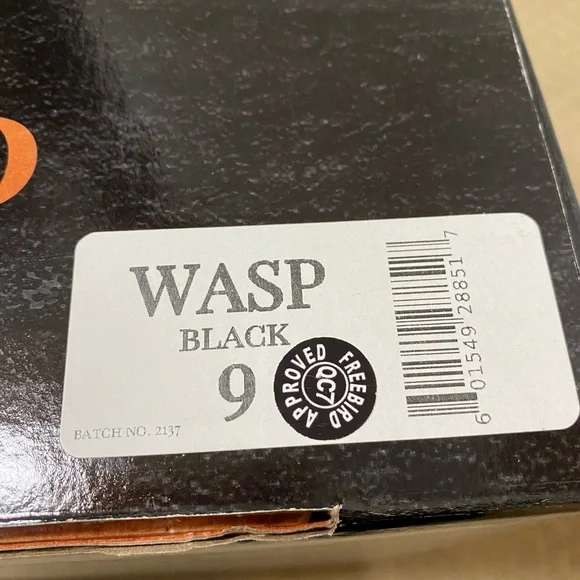 D
WASP
BLACK
9
APPROVED FREEBIRD
QC7
BATCH NO. 2137
6 01549 28851 7